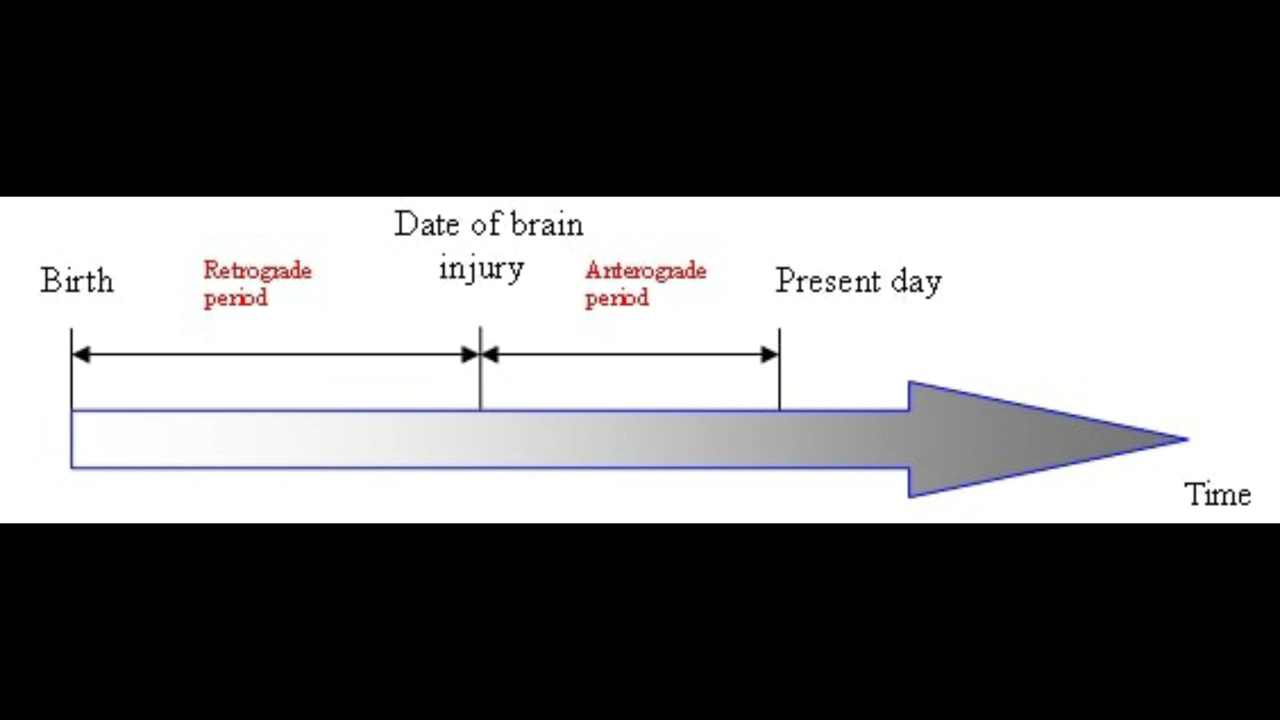 Date of brain
injury
Birth
Retrograde
period
Anterograde
period
Present day
Time